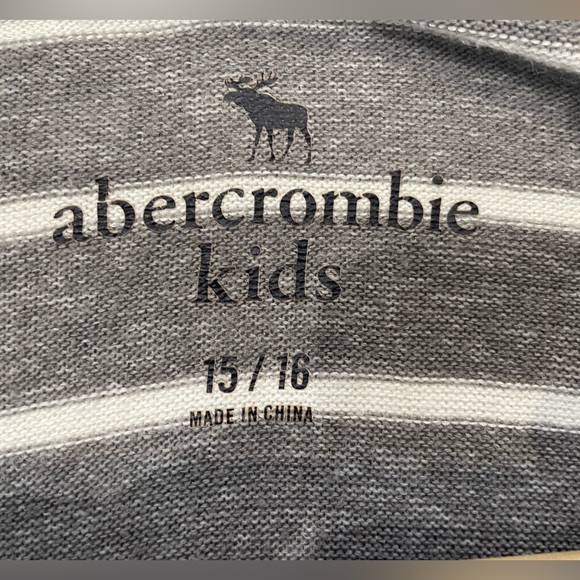 abercrombie
kids
15 / 16
MADE IN CHINA